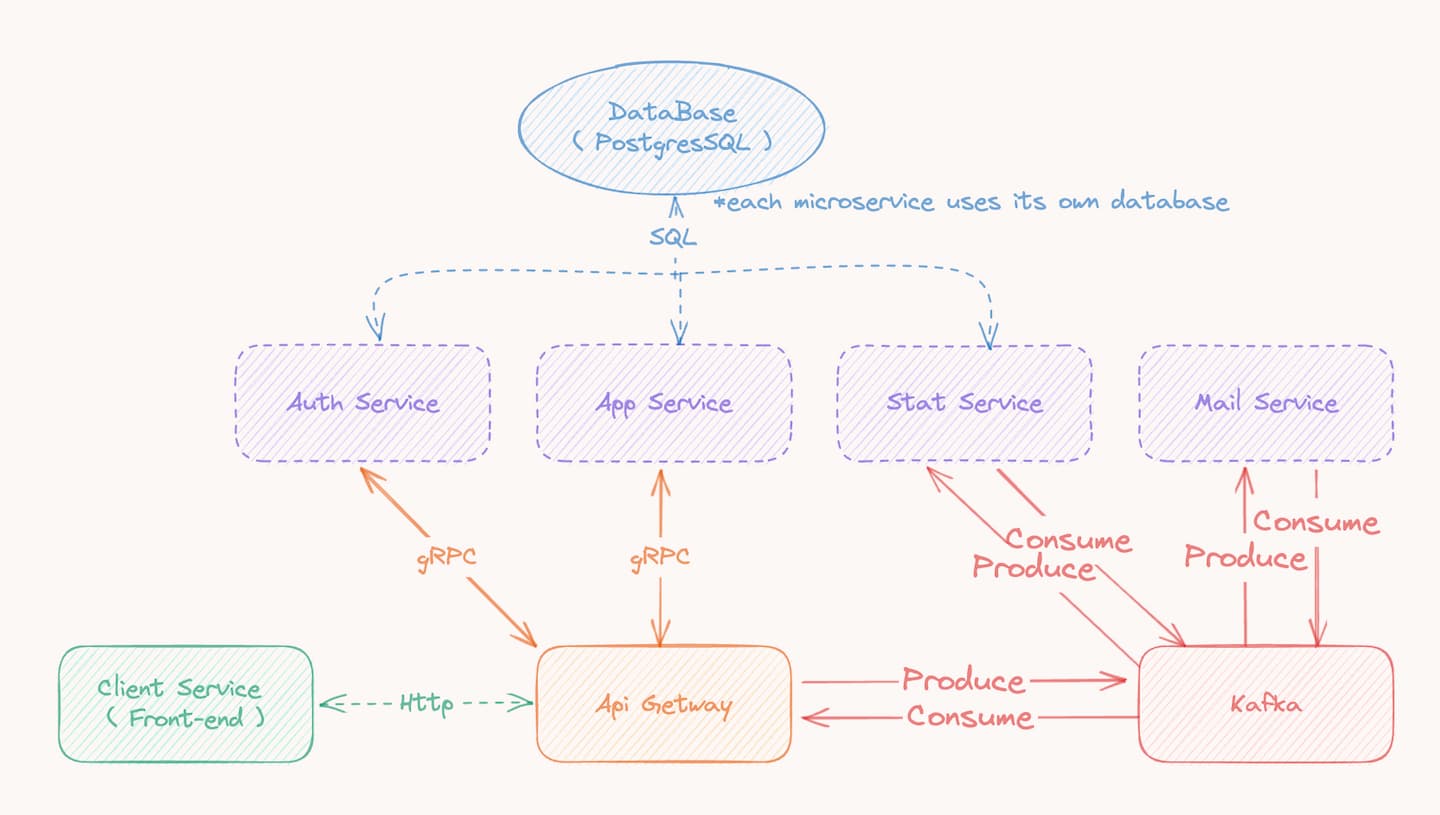 DataBase
( PostgresSQL )
*each microservice uses its own database
SQL
Auth Service
App Service
Stat Service
Mail Service
gRPC
gRPC
Consume
Produce
Consume
Produce
Client Service
( Front-end )
Http
Api Getway
Produce
Consume
Kafka